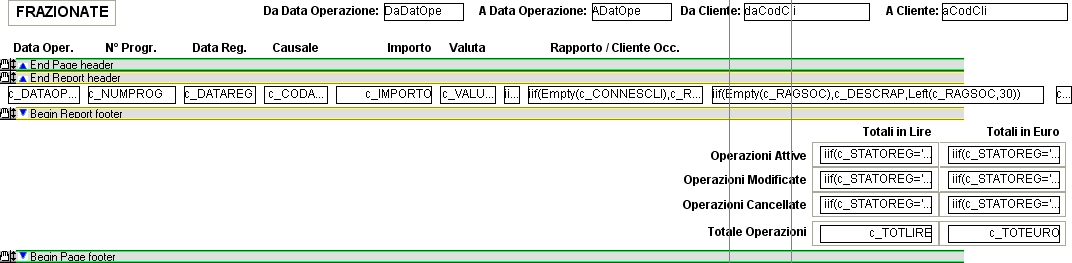 FRAZIONATE Da Data Operazione: DaDatOpe A Data Operazione: ADatOpe Da Cliente: daCodCli A Cliente: aCodCli
Data Oper. N° Progr. Data Reg. Causale Importo Valuta Rapporto / Cliente Occ.
End Page header
End Report header
c_DATAOP... c_NUMPROG c_DATAREG c_CODA... c_IMPORTO c_VALU... ii... iif(Empty(c_CONNESCLI),c_R... iif(Empty(c_RAGSOC),c_DESCRAP,Left(c_RAGSOC,30)) c...
Begin Report footer
Totali in Lire Totali in Euro
Operazioni Attive iif(c_STATOREG='... iif(c_STATOREG='...
Operazioni Modificate iif(c_STATOREG='... iif(c_STATOREG='...
Operazioni Cancellate iif(c_STATOREG='... iif(c_STATOREG='...
Totale Operazioni c_TOTLIRE c_TOTEURO
Begin Page footer